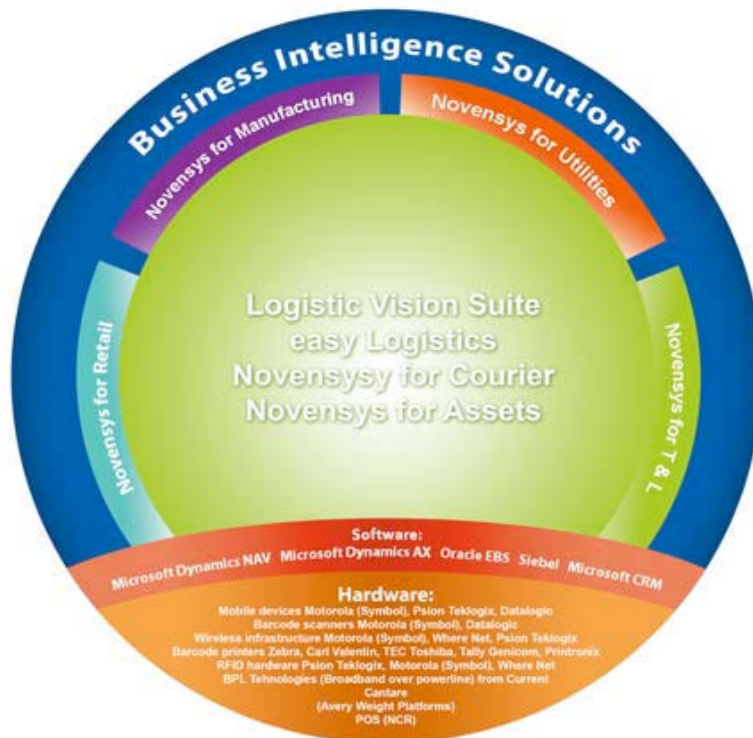 Business Intelligence Solutions
Novensys for Manufacturing
Novensys for Utilities
Novensys for Retail
Novensys for T & L
Logistic Vision Suite
easy Logistics
Novensysy for Courier
Novensys for Assets
Software:
Microsoft Dynamics NAV Microsoft Dynamics AX Oracle EBS Siebel Microsoft CRM
Hardware:
Mobile devices Motorola (Symbol), Psion Teklogix, Datalogic
Barcode scanners Motorola (Symbol), Datalogic
Wireless infrastructure Motorola (Symbol), Where Net, Psion Teklogix
Barcode printers Zebra, Carl Valentin, TEC Toshiba, Tally Genicom, Printronix
RFID hardware Psion Teklogix, Motorola (Symbol), Where Net
BPL Tehnologies (Broadband over powerline) from Current
Cantare
(Avery Weight Platforms)
POS (NCR)